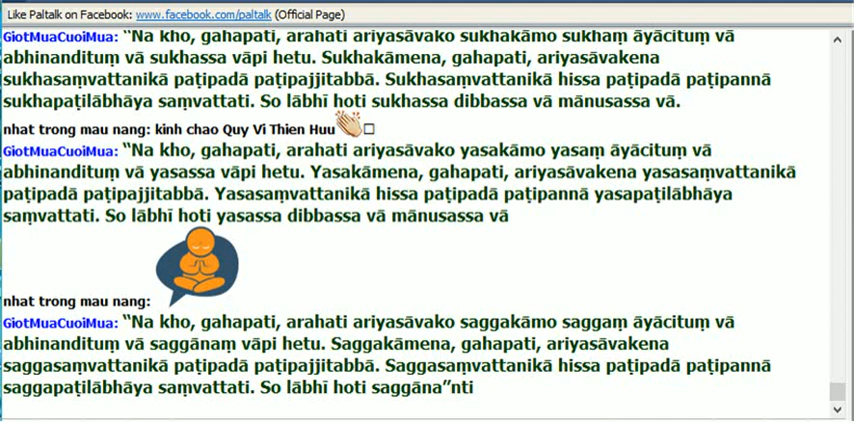 Like Paltalk on Facebook: www.facebook.com/paltalk (Official Page)
GiotMuaCuoiMua: “Na kho, gahapati, arahati ariyasāvako sukhakāmo sukhaṃ āyācituṃ vā
abhinandituṃ vā sukhassa vāpi hetu. Sukhakāmena, gahapati, ariyasāvakena
sukhasaṃvattanikā paṭipadā paṭipajjitabbā. Sukhasaṃvattanikā hissa paṭipadā paṭipannā
sukhapaṭilābhāya saṃvattati. So lābhī hoti sukhassa dibbassa vā mānusassa vā.
nhat trong mau nang: kinh chao Quy Vi Thien Huu
GiotMuaCuoiMua: “Na kho, gahapati, arahati ariyasāvako yasakāmo yasaṃ āyācituṃ vā
abhinandituṃ vā yasassa vāpi hetu. Yasakāmena, gahapati, ariyasāvakena yasasaṃvattanikā
paṭipadā paṭipajjitabbā. Yasasaṃvattanikā hissa paṭipadā paṭipannā yasapaṭilābhāya
saṃvattati. So lābhī hoti yasassa dibbassa vā mānusassa vā
nhat trong mau nang:
GiotMuaCuoiMua: “Na kho, gahapati, arahati ariyasāvako saggakāmo saggaṃ āyācituṃ vā
abhinandituṃ vā saggānaṃ vāpi hetu. Saggakāmena, gahapati, ariyasāvakena
saggasaṃvattanikā paṭipadā paṭipajjitabbā. Saggasaṃvattanikā hissa paṭipadā paṭipannā
saggapaṭilābhāya saṃvattati. So lābhī hoti saggāna”nti